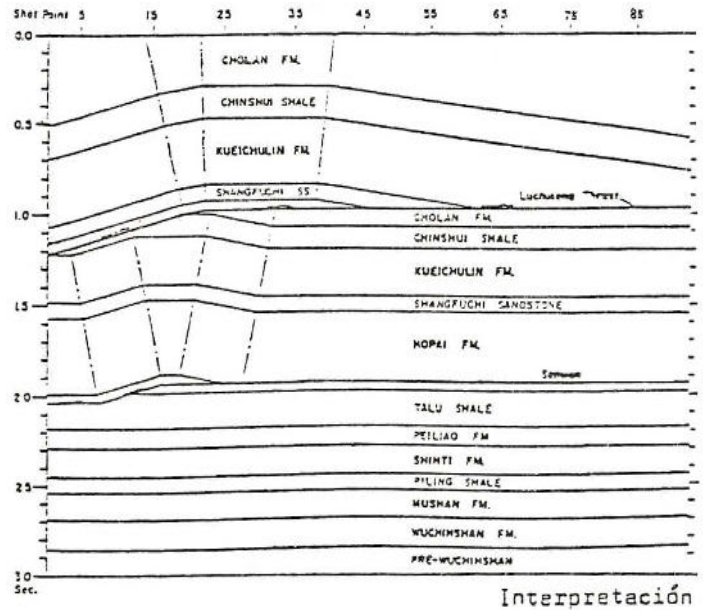 Shot Point 5 15 25 35 45 55 65 75 85
0.0
CHOLAN FM.
CHINSHUI SHALE
0.5
KUEICHULIN FM.
SHANGFUCHI SS.
Thrust
1.0
CHOLAN FM.
CHINSHUI SHALE
KUEICHULIN FM.
1.5
SHANGFUCHI SANDSTONE
HOPAI FM.
2.0
TALU SHALE
PEILIAO FM
SHIHTI FM.
2.5
PILING SHALE
MUSHAN FM.
WUCHIHSHAN FM.
PRE-WUCHIHSHAN
3.0
Sec.
Interpretación